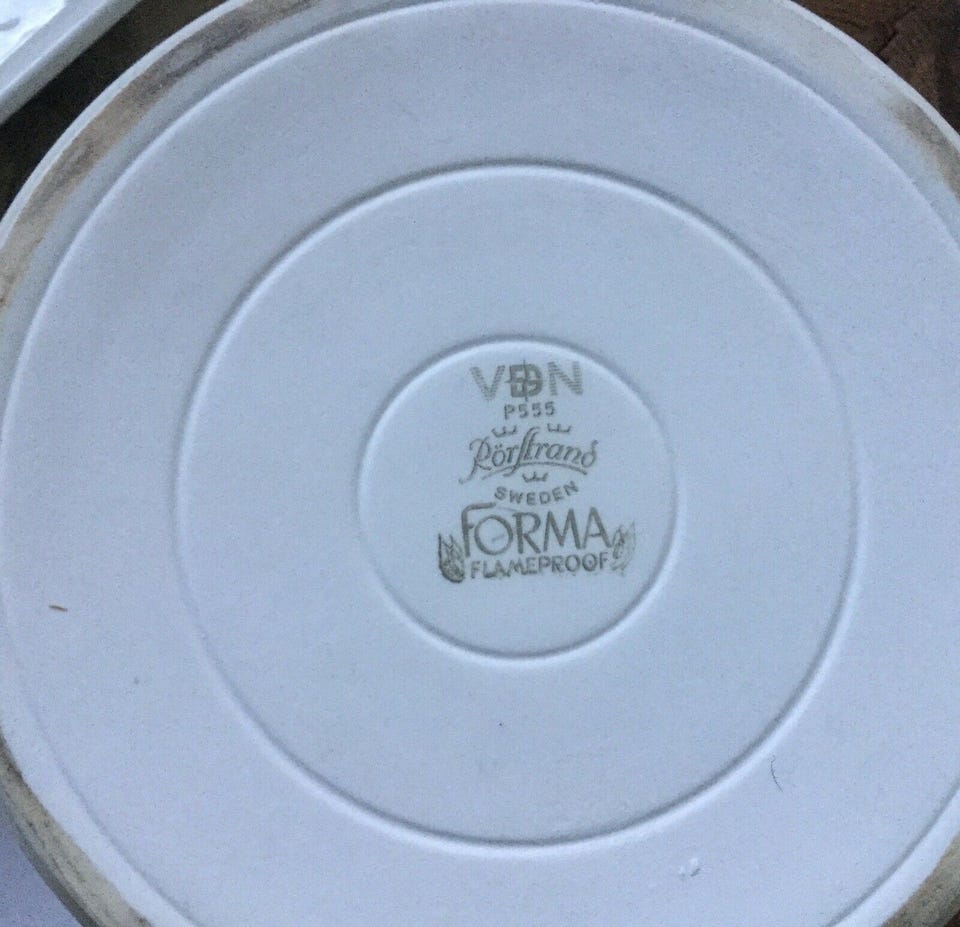 VDN
P555
Rörstrand
SWEDEN
FORMA
FLAMEPROOF